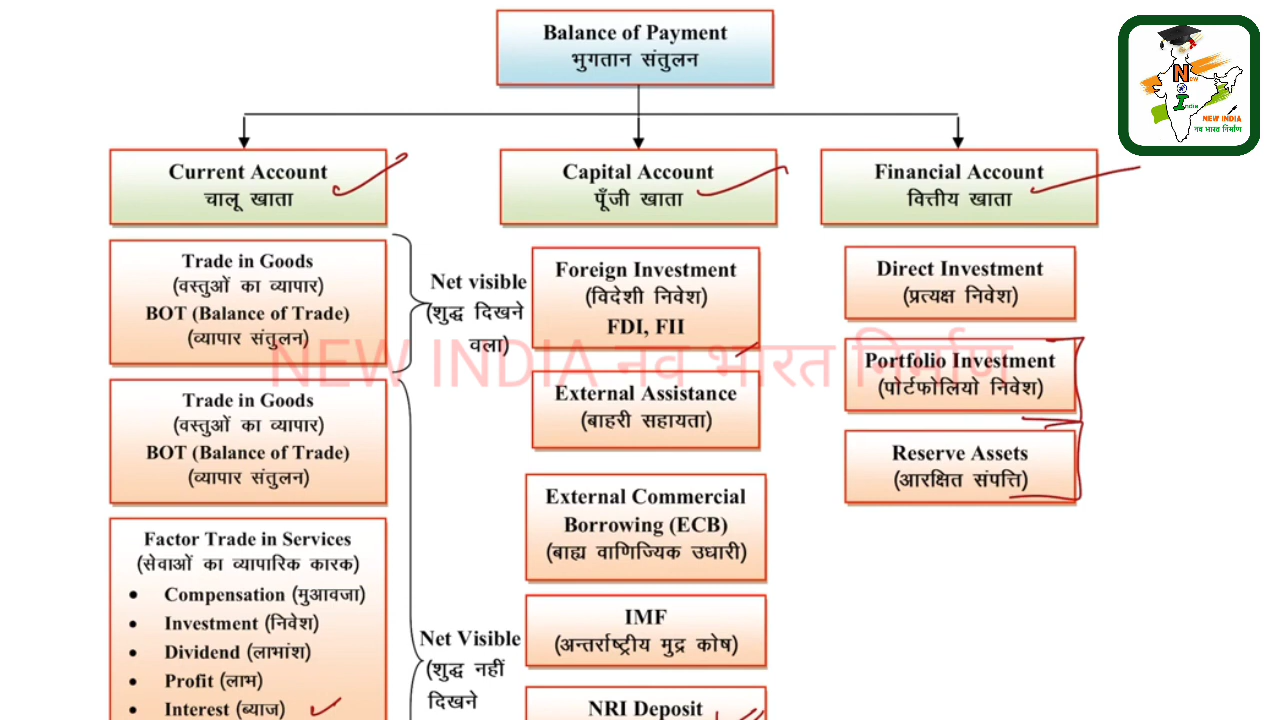 Balance of Payment
भुगतान संतुलन
NEW INDIA
नव भारत निर्माण
Current Account
चालू खाता
Capital Account
पूँजी खाता
Financial Account
वित्तीय खाता
Trade in Goods
(वस्तुओं का व्यापार)
BOT (Balance of Trade)
(व्यापार संतुलन)
Net visible
(शुद्ध दिखने
वला)
Trade in Goods
(वस्तुओं का व्यापार)
BOT (Balance of Trade)
(व्यापार संतुलन)
Factor Trade in Services
(सेवाओं का व्यापारिक कारक)
• Compensation (मुआवजा)
• Investment (निवेश)
• Dividend (लाभांश)
• Profit (लाभ)
• Interest (ब्याज)
Net Visible
(शुद्ध नहीं
दिखने
Foreign Investment
(विदेशी निवेश)
FDI, FII
External Assistance
(बाहरी सहायता)
External Commercial
Borrowing (ECB)
(बाह्य वाणिज्यिक उधारी)
IMF
(अन्तर्राष्ट्रीय मुद्र कोष)
NRI Deposit
Direct Investment
(प्रत्यक्ष निवेश)
Portfolio Investment
(पोर्टफोलियो निवेश)
Reserve Assets
(आरक्षित संपत्ति)
NEW INDIA नव भारत निर्माण